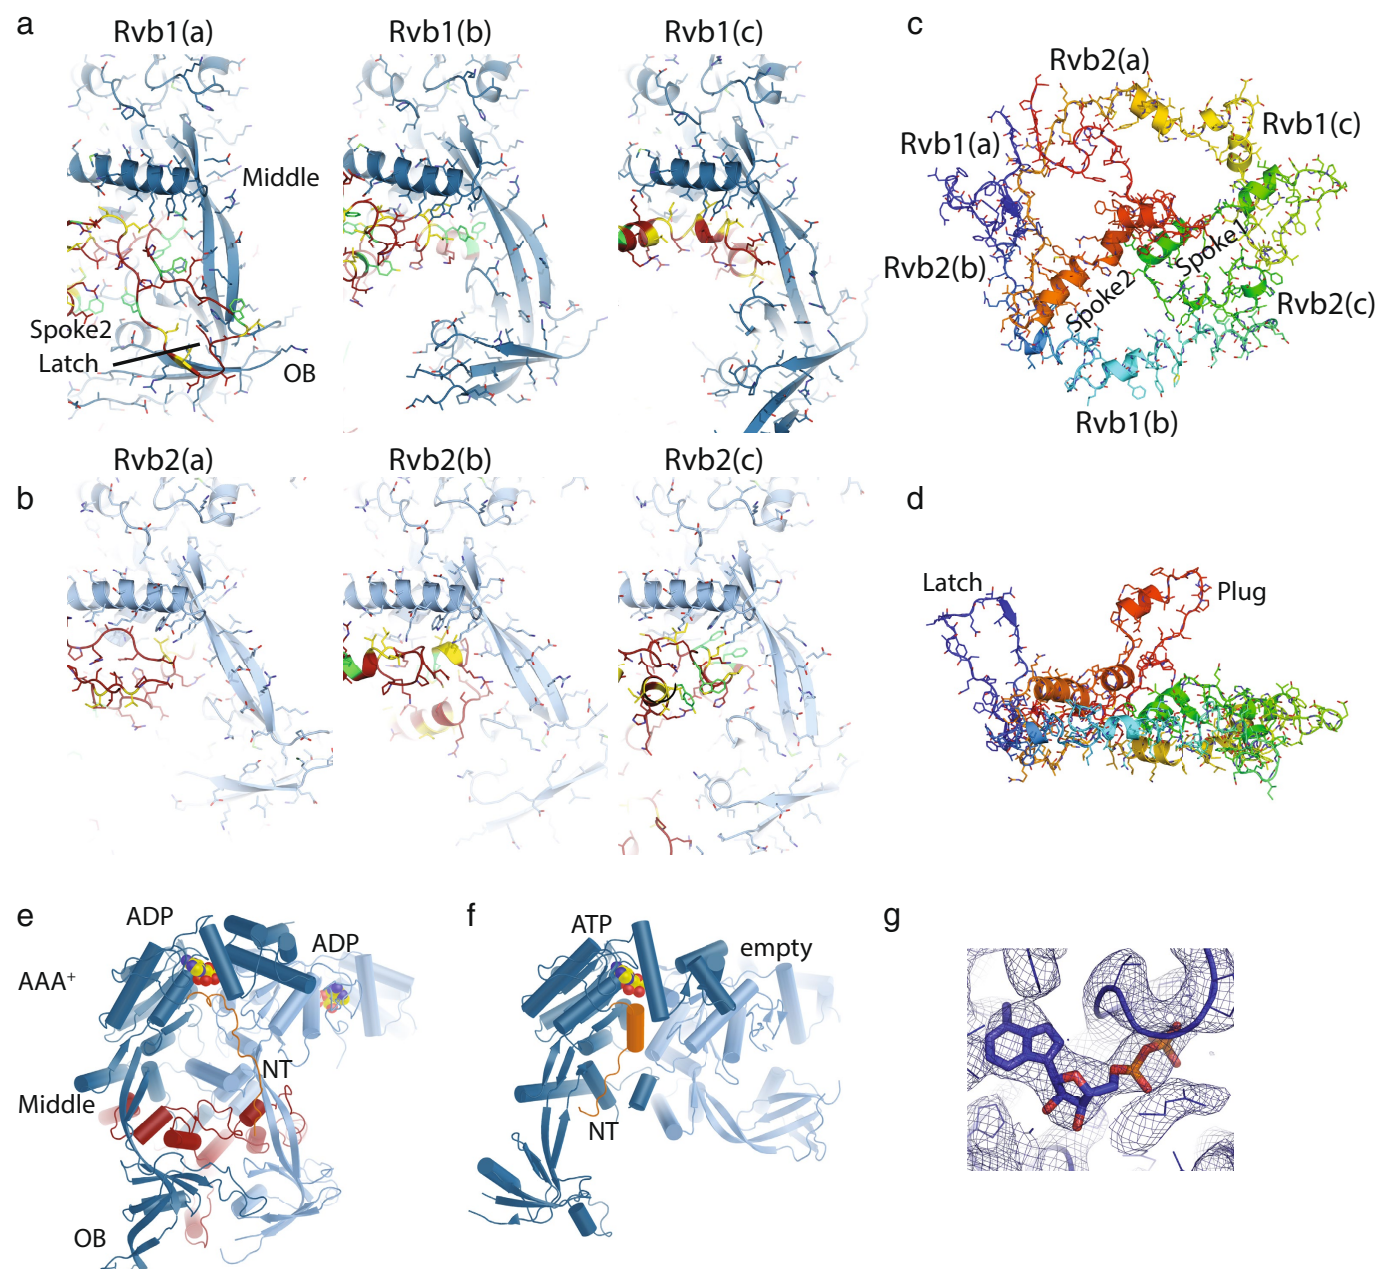 a
Rvb1(a)
Rvb1(b)
Rvb1(c)
Middle
Spoke2
Latch
OB
b
Rvb2(a)
Rvb2(b)
Rvb2(c)
c
Rvb2(a)
Rvb1(a)
Rvb1(c)
Rvb2(b)
Spoke1
Spoke2
Rvb2(c)
Rvb1(b)
d
Latch
Plug
e
ADP
ADP
AAA⁺
NT
Middle
OB
f
ATP
empty
NT
g